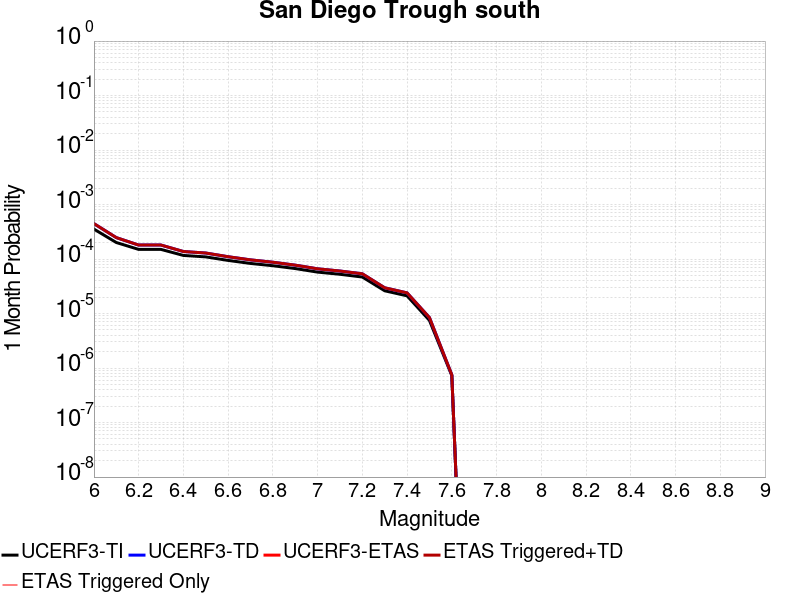 San Diego Trough south
10^0
10^-1
10^-2
10^-3
10^-4
10^-5
10^-6
10^-7
10^-8
1 Month Probability
6 6.2 6.4 6.6 6.8 7 7.2 7.4 7.6 7.8 8 8.2 8.4 8.6 8.8 9
Magnitude
UCERF3-TI UCERF3-TD UCERF3-ETAS ETAS Triggered+TD
ETAS Triggered Only